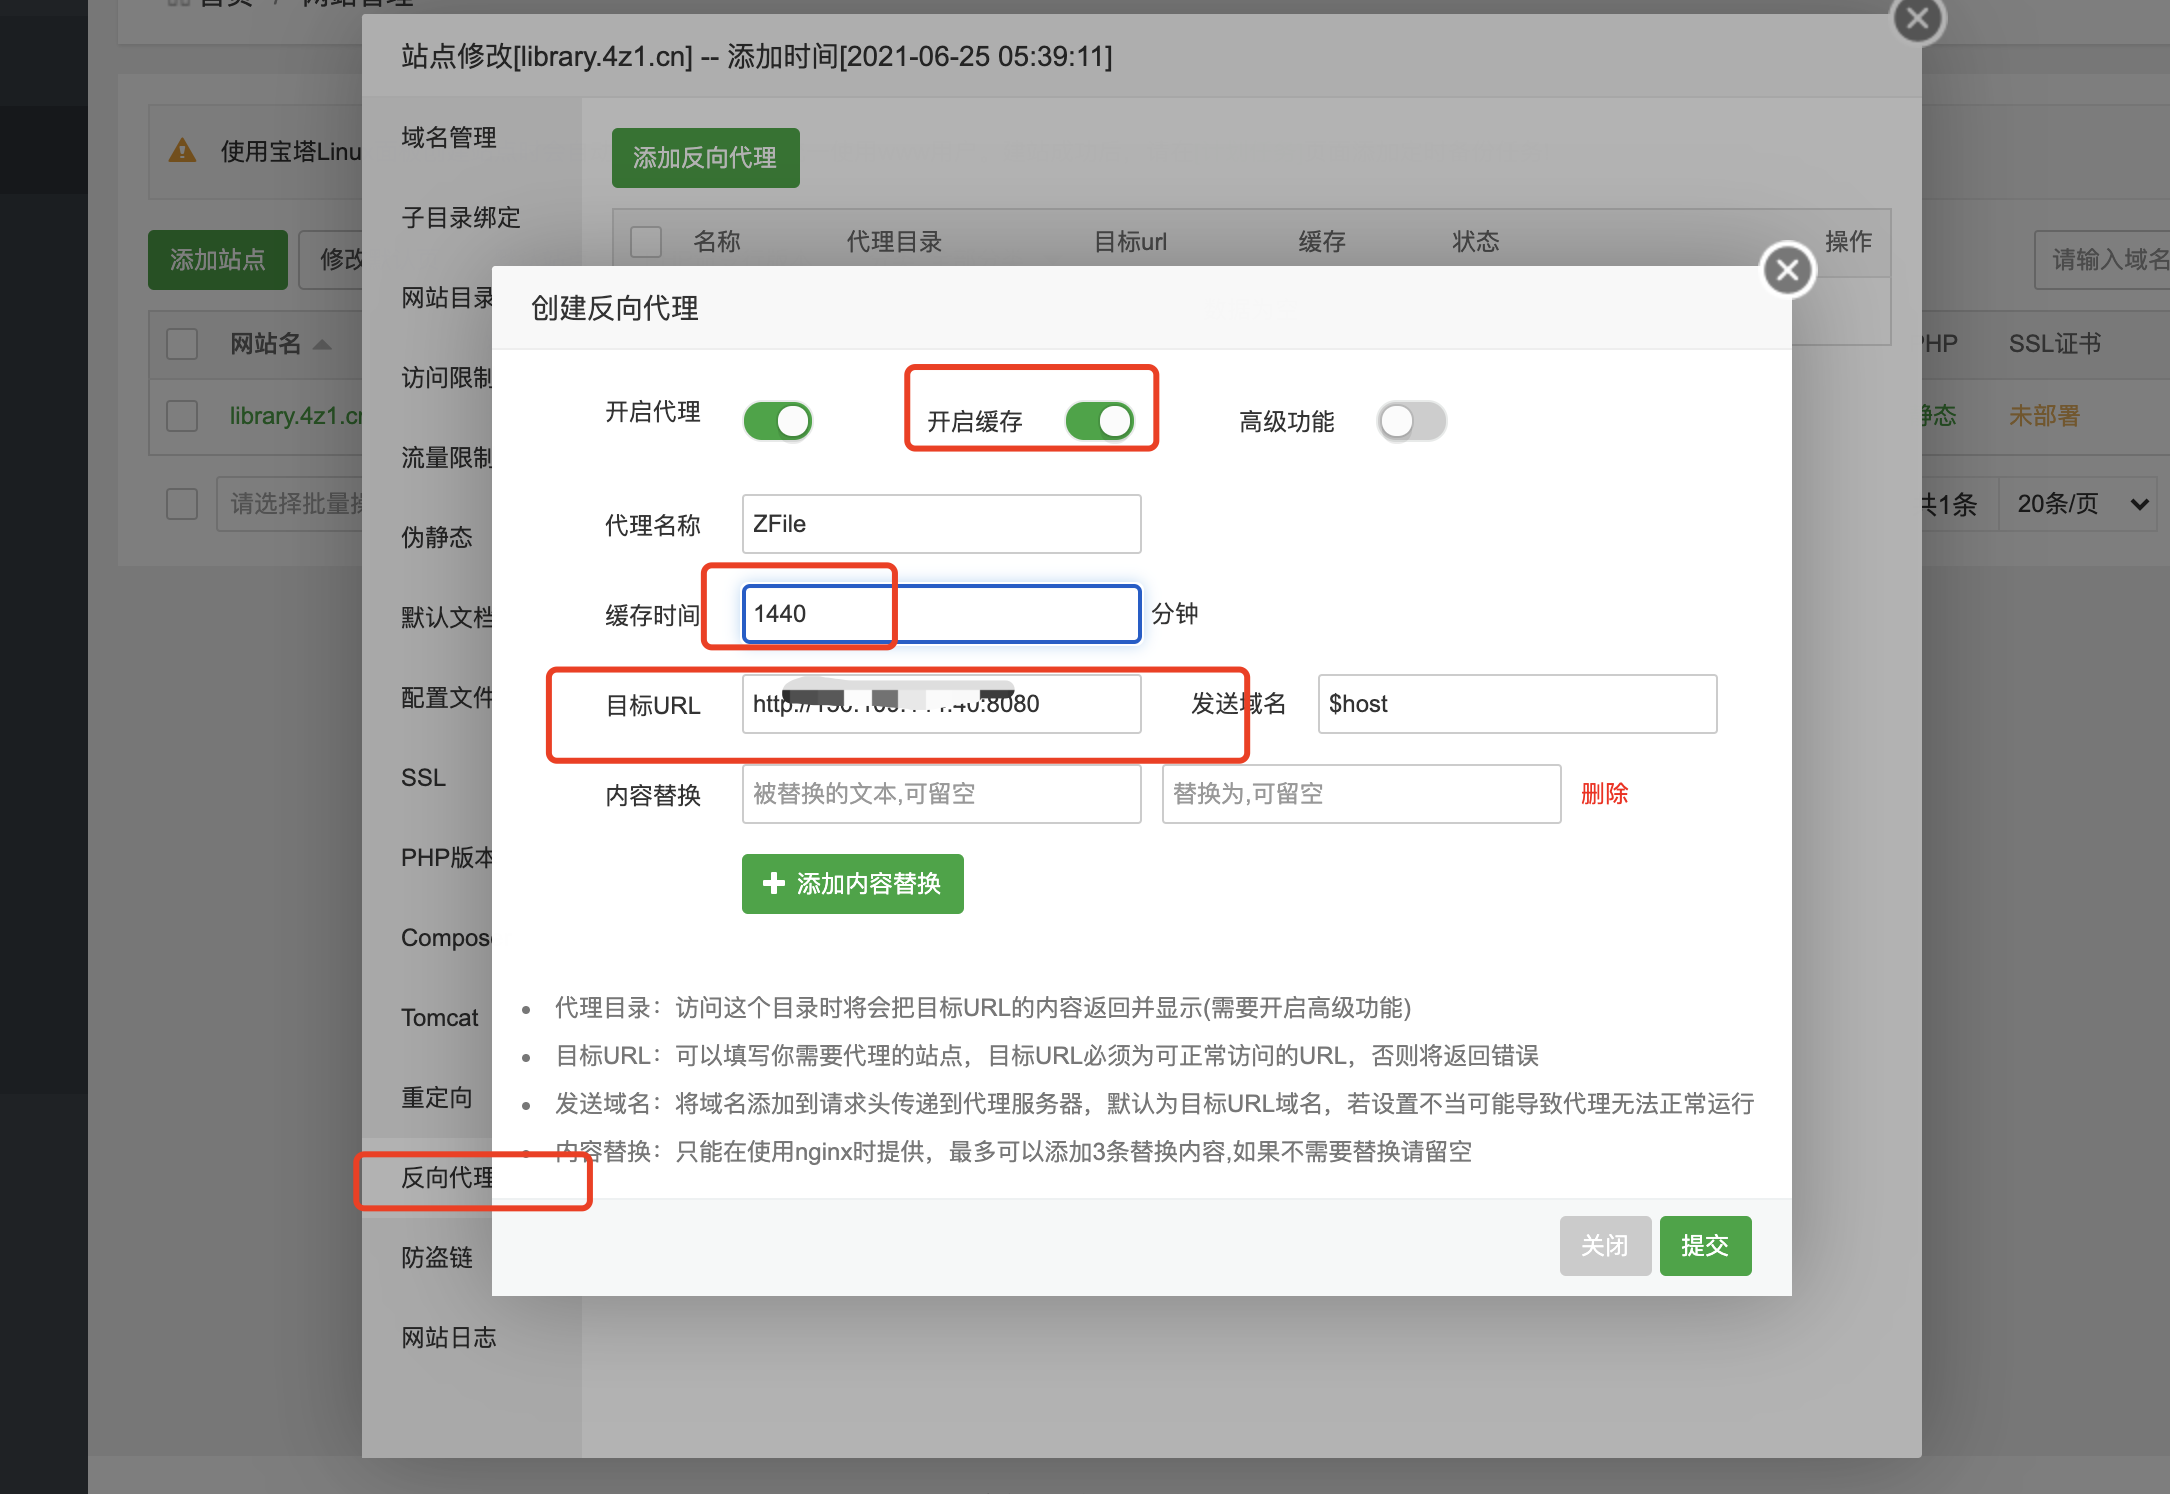 首页 / 网站管理
站点修改[library.4z1.cn] -- 添加时间[2021-06-25 05:39:11]
使用宝塔Linu
添加站点
修改
请输入域名
网站名
PHP
SSL证书
library.4z1.cn
静态
未部署
请选择批量操
共1条
20条/页
域名管理
子目录绑定
网站目录
访问限制
流量限制
伪静态
默认文档
配置文件
SSL
PHP版本
Compose
Tomcat
重定向
反向代理
防盗链
网站日志
添加反向代理
名称
代理目录
目标url
缓存
状态
操作
创建反向代理
开启代理
开启缓存
高级功能
代理名称 ZFile
缓存时间 1440 分钟
目标URL http:// :8080 发送域名 $host
内容替换 被替换的文本,可留空 替换为,可留空 删除
添加内容替换
代理目录：访问这个目录时将会把目标URL的内容返回并显示(需要开启高级功能)
目标URL：可以填写你需要代理的站点，目标URL必须为可正常访问的URL，否则将返回错误
发送域名：将域名添加到请求头传递到代理服务器，默认为目标URL域名，若设置不当可能导致代理无法正常运行
内容替换：只能在使用nginx时提供，最多可以添加3条替换内容,如果不需要替换请留空
关闭 提交